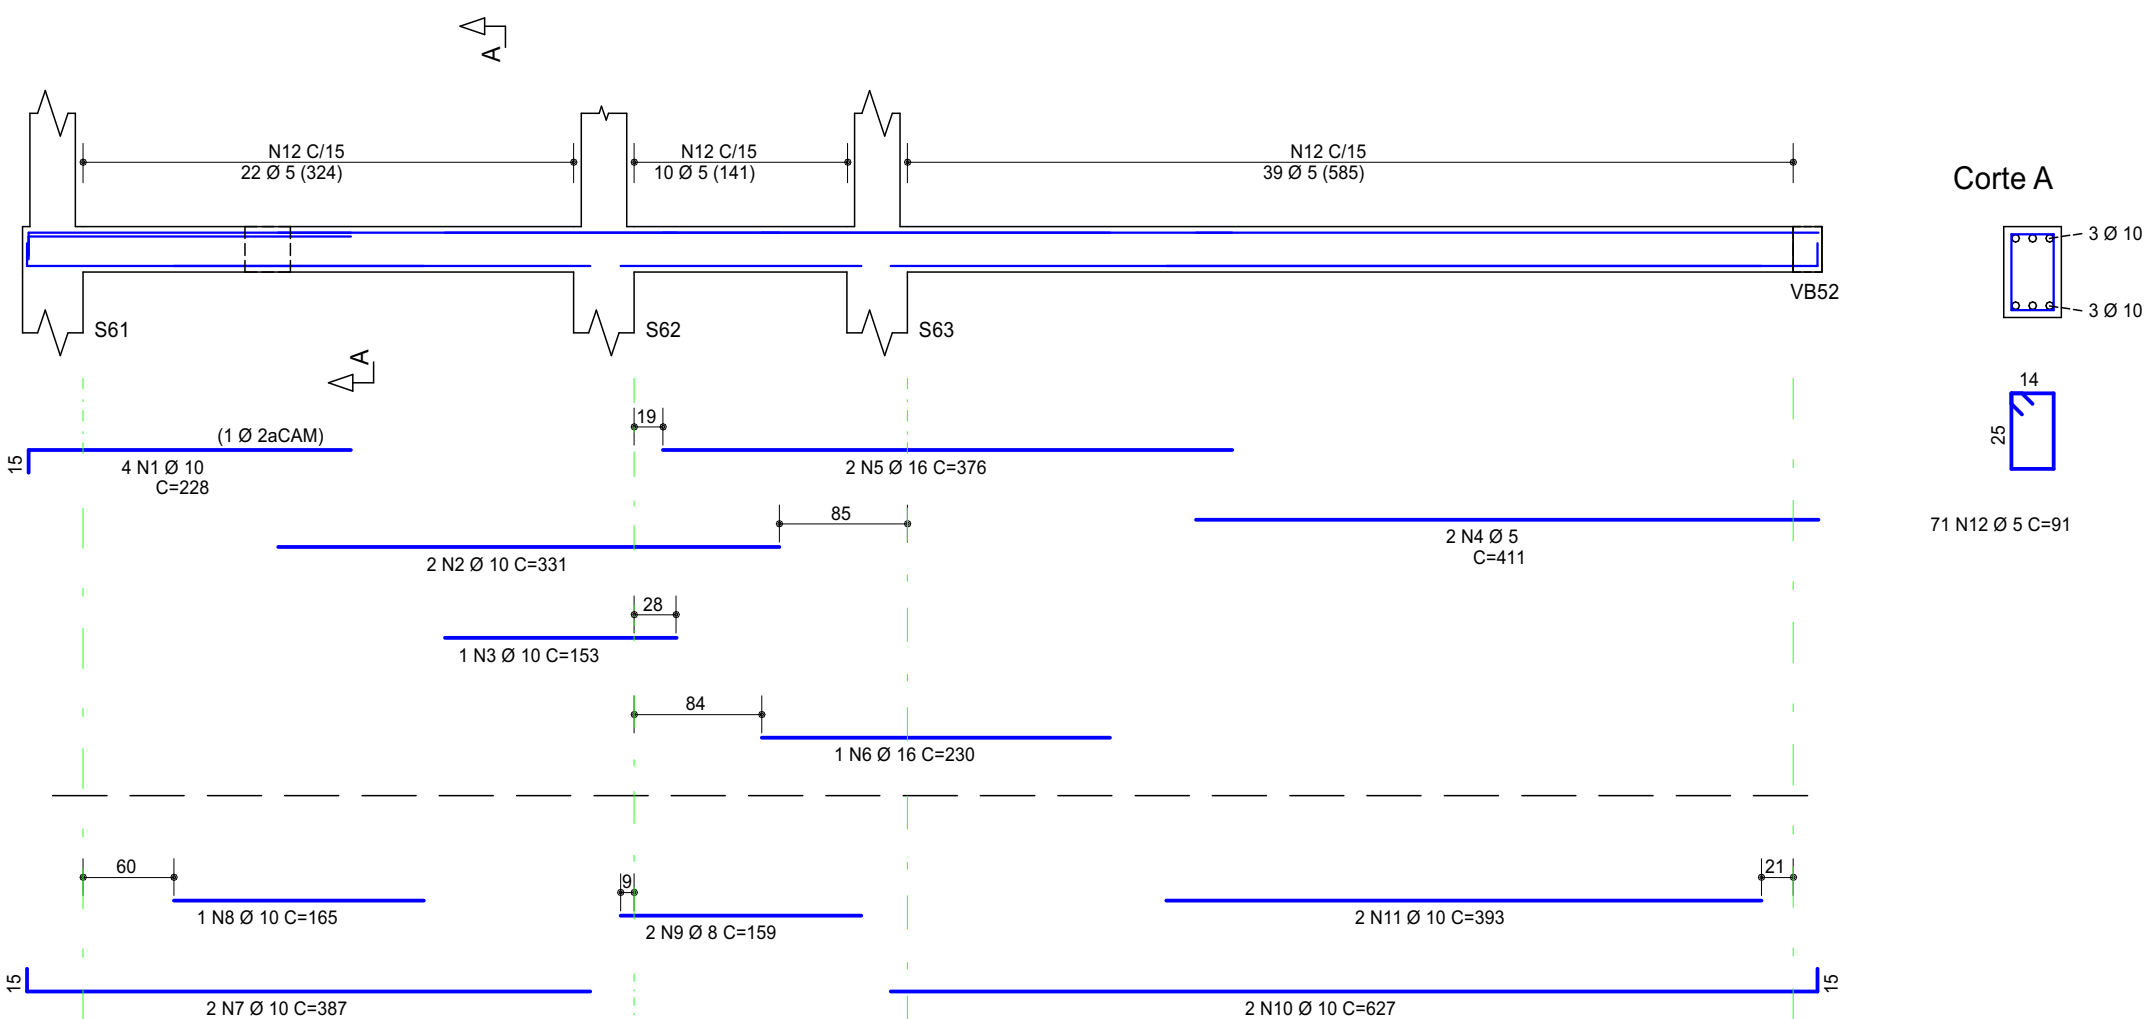 A
N12 C/15
22 Ø 5 (324)
N12 C/15
10 Ø 5 (141)
N12 C/15
39 Ø 5 (585)
Corte A
3 Ø 10
3 Ø 10
VB52
S61
S62
S63
A
14
25
71 N12 Ø 5 C=91
(1 Ø 2aCAM)
15
4 N1 Ø 10
C=228
19
2 N5 Ø 16 C=376
85
2 N2 Ø 10 C=331
2 N4 Ø 5
C=411
28
1 N3 Ø 10 C=153
84
1 N6 Ø 16 C=230
60
1 N8 Ø 10 C=165
9
2 N9 Ø 8 C=159
21
2 N11 Ø 10 C=393
15
2 N7 Ø 10 C=387
15
2 N10 Ø 10 C=627